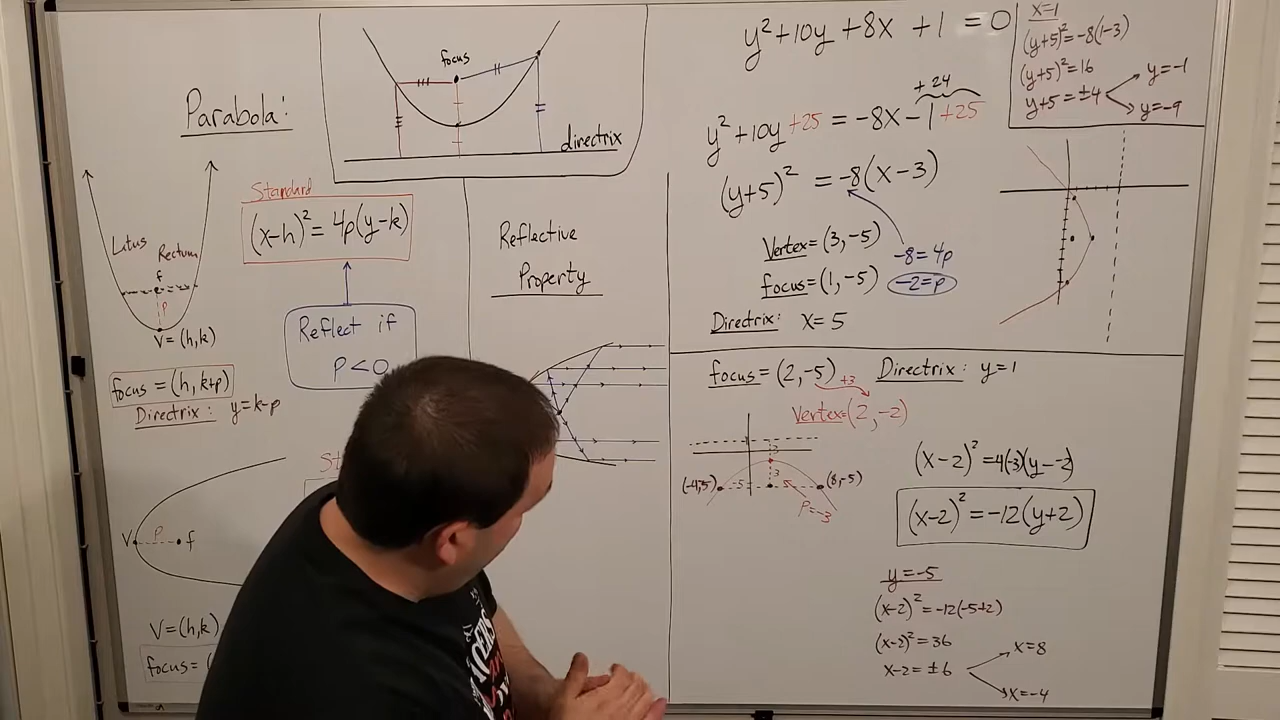 Parabola:
focus
directrix
Standard
(x-h)² = 4p(y-k)
Reflect if
P<0
Latus Rectum
f
P
V = (h,k)
focus = (h, k+p)
Directrix: y=k-p
St
V
P
f
V = (h,k)
focus = (
Reflective
Property
y²+10y+8x+1 = 0
+24
y²+10y+25 = -8x-1+25
(y+5)² = -8(x-3)
Vertex = (3,-5)
-8=4p
focus = (1,-5)
-2=p
Directrix: x=5
x=1
(y+5)²=-8(1-3)
(y+5)²=16
y+5=±4
y=-1
y=-9
focus = (2,-5)
+3
Directrix: y=1
Vertex=(2,-2)
3
3
(-4,-5)
-5
(8,-5)
P=-3
(x-2)²=4(-3)(y--2)
(x-2)²=-12(y+2)
y=-5
(x-2)²=-12(-5+2)
(x-2)²=36
x-2=±6
x=8
x=-4